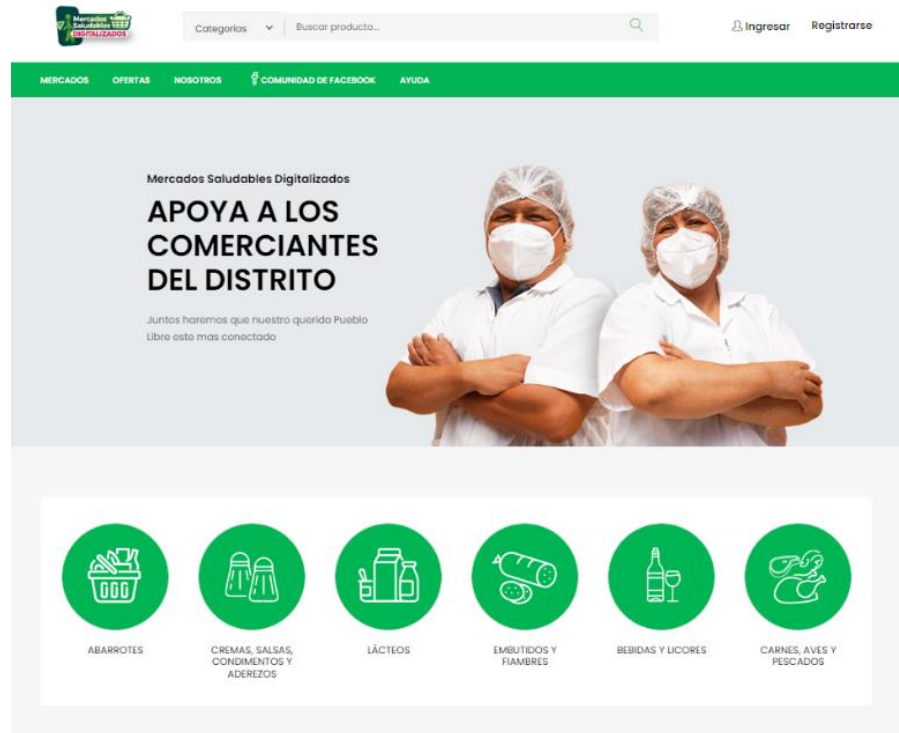 Mercados
Saludables
DIGITALIZADOS
Categorías
Buscar producto...
Ingresar
Registrarse
MERCADOS
OFERTAS
NOSOTROS
COMUNIDAD DE FACEBOOK
AYUDA
Mercados Saludables Digitalizados
APOYA A LOS
COMERCIANTES
DEL DISTRITO
Juntos haremos que nuestro querido Pueblo
Libre este mas conectado
ABARROTES
CREMAS, SALSAS,
CONDIMENTOS Y
ADEREZOS
LÁCTEOS
EMBUTIDOS Y
FIAMBRES
BEBIDAS Y LICORES
CARNES, AVES Y
PESCADOS